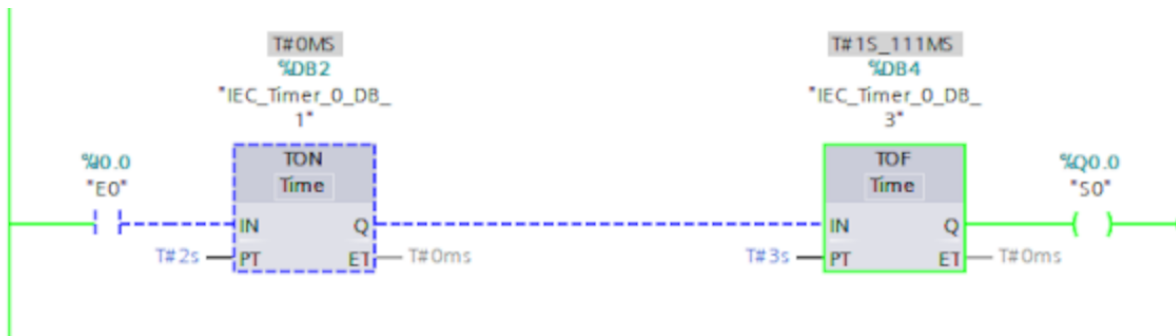 T#0MS
%DB2
"IEC_Timer_0_DB_
1"
TON
Time
%I0.0
"E0"
IN
Q
T#2s
PT
ET
T#0ms
T#1S_111MS
%DB4
"IEC_Timer_0_DB_
3"
TOF
Time
IN
Q
T#3s
PT
ET
T#0ms
%Q0.0
"S0"